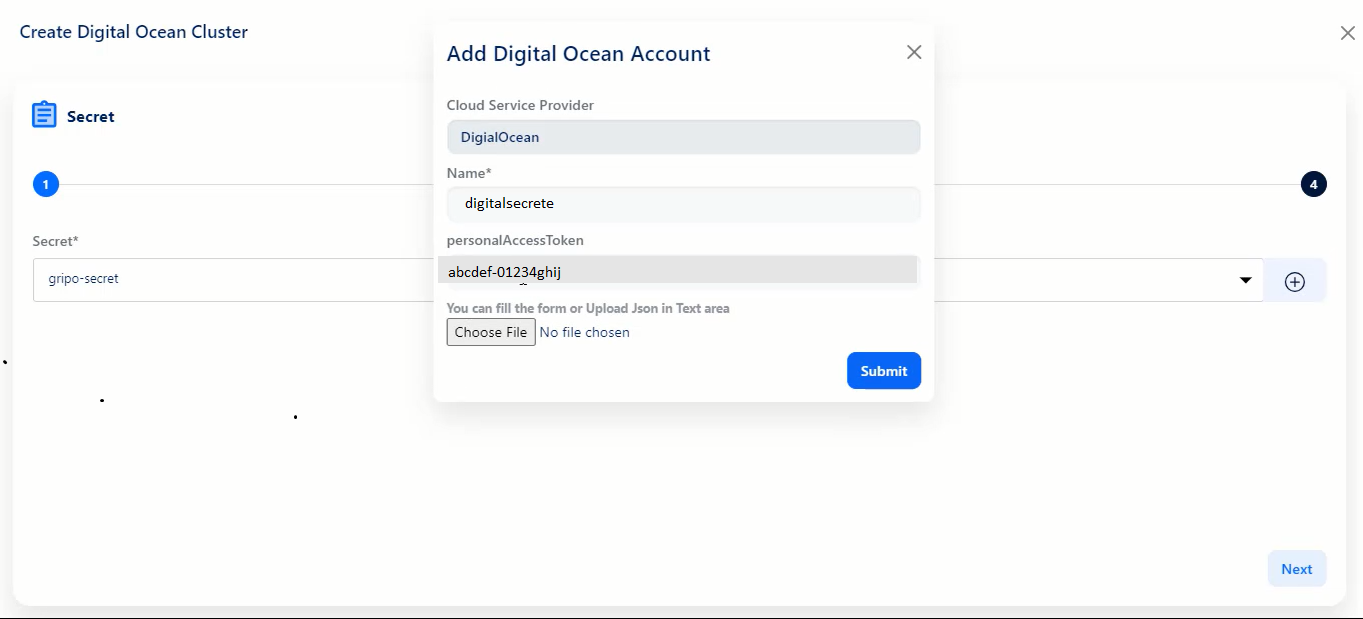 Create Digital Ocean Cluster
Add Digital Ocean Account
Secret
Cloud Service Provider
DigialOcean
1
4
Name*
digitalsecrete
Secret*
personalAccessToken
gripo-secret
abcdef-01234ghij
You can fill the form or Upload Json in Text area
Choose File No file chosen
Submit
Next